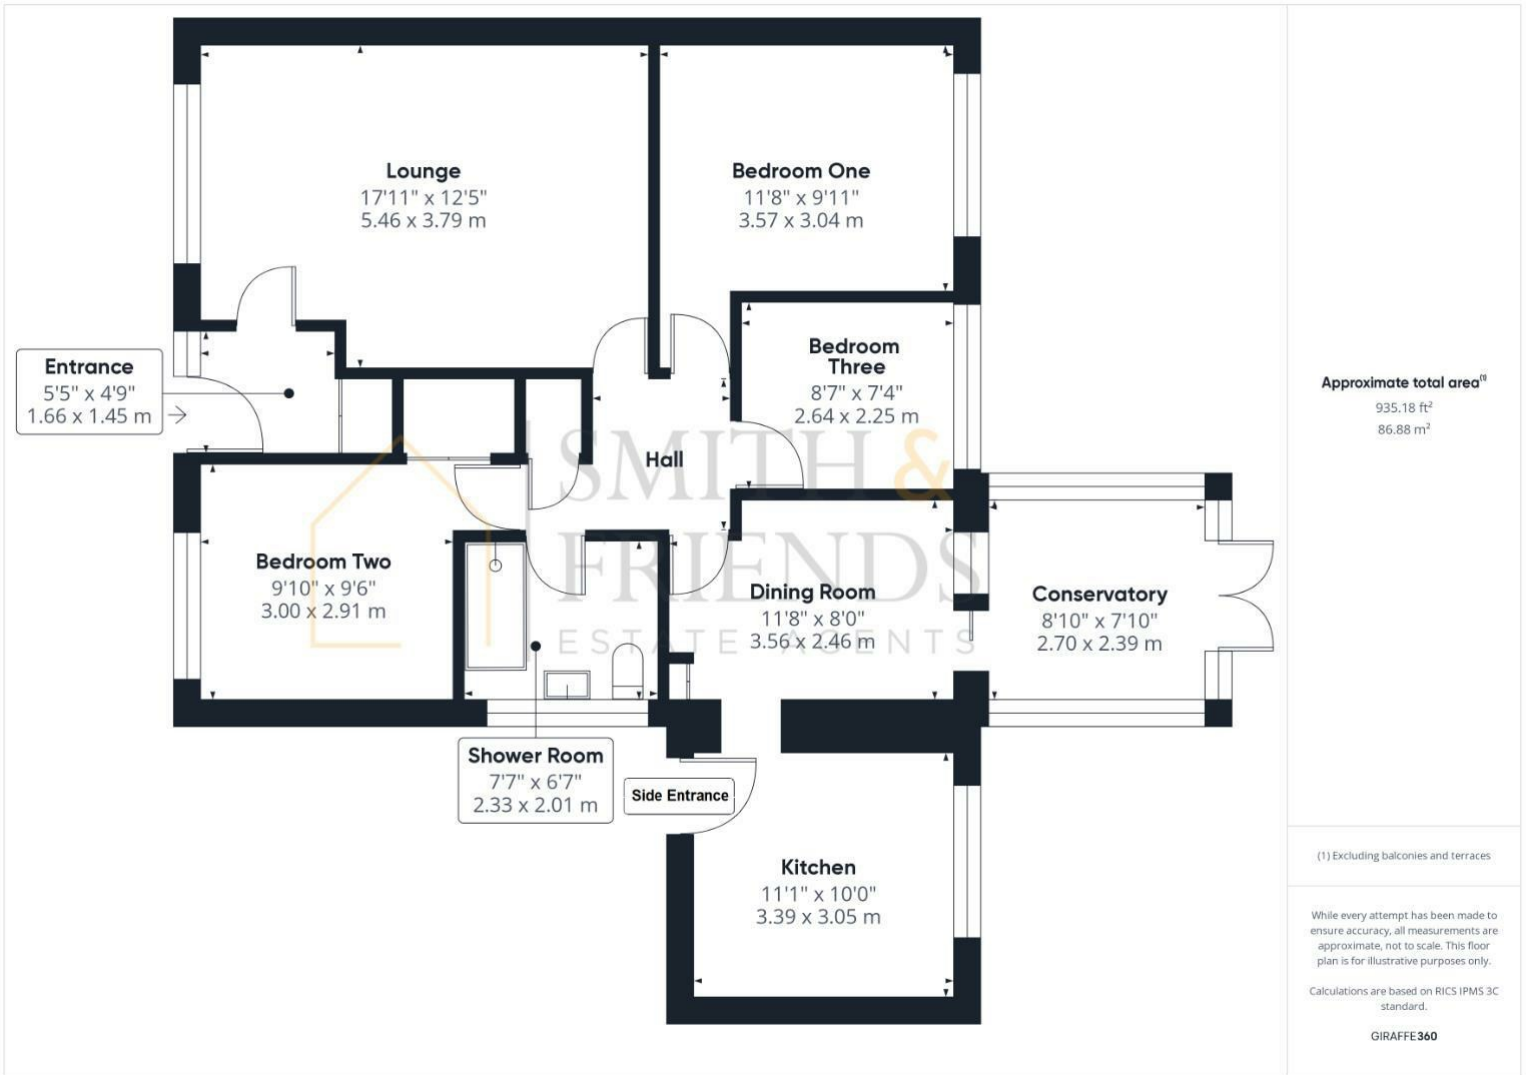 Lounge
17'11" x 12'5"
5.46 x 3.79 m
Bedroom One
11'8" x 9'11"
3.57 x 3.04 m
Entrance
5'5" x 4'9"
1.66 x 1.45 m
Bedroom
Three
8'7" x 7'4"
2.64 x 2.25 m
Hall
SMITH &
FRIENDS
ESTATE AGENTS
Bedroom Two
9'10" x 9'6"
3.00 x 2.91 m
Dining Room
11'8" x 8'0"
3.56 x 2.46 m
Conservatory
8'10" x 7'10"
2.70 x 2.39 m
Shower Room
7'7" x 6'7"
2.33 x 2.01 m
Side Entrance
Kitchen
11'1" x 10'0"
3.39 x 3.05 m
Approximate total area⁽¹⁾
935.18 ft²
86.88 m²
(1) Excluding balconies and terraces
While every attempt has been made to
ensure accuracy, all measurements are
approximate, not to scale. This floor
plan is for illustrative purposes only.
Calculations are based on RICS IPMS 3C
standard.
GIRAFFE360